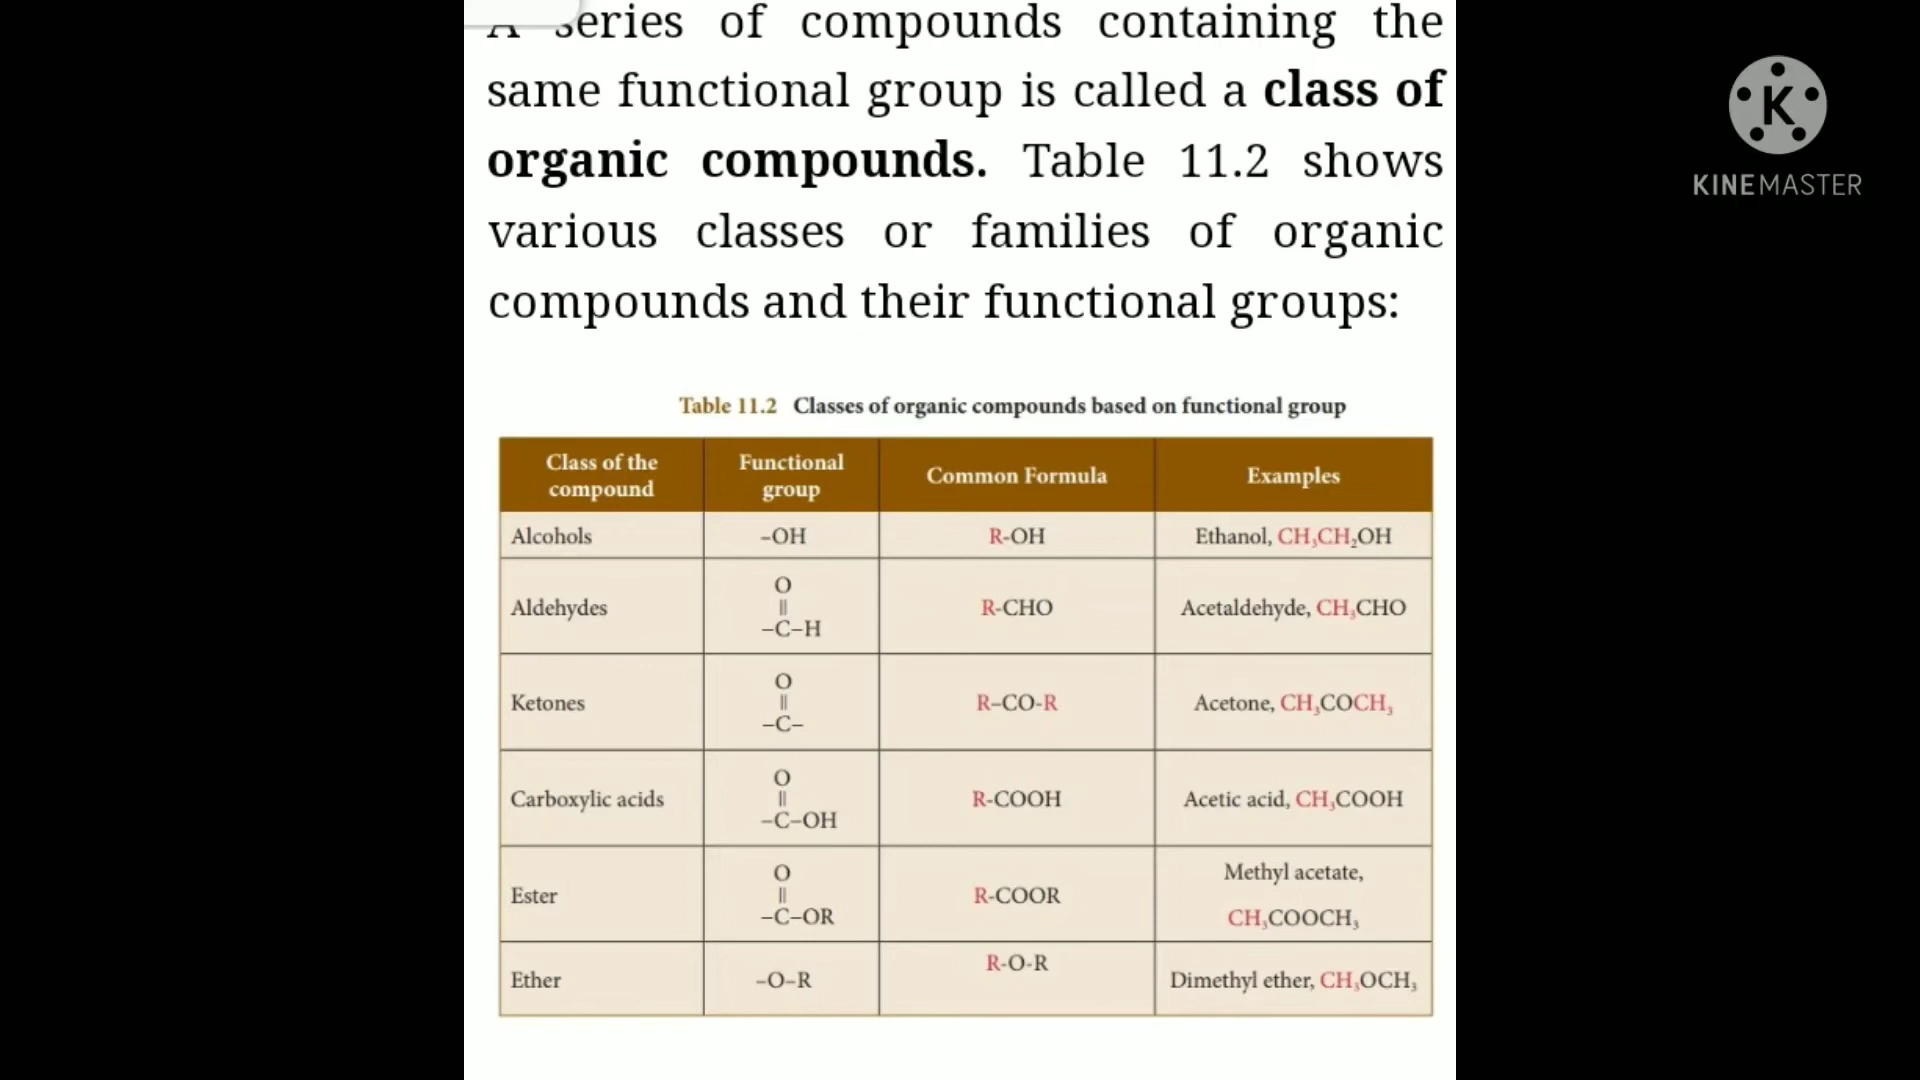 A series of compounds containing the
same functional group is called a class of
organic compounds. Table 11.2 shows
various classes or families of organic
compounds and their functional groups:
Table 11.2 Classes of organic compounds based on functional group
Class of the compound Functional group Common Formula Examples
Alcohols –OH R-OH Ethanol, CH₃CH₂OH
O
||
Aldehydes –C–H R-CHO Acetaldehyde, CH₃CHO
O
||
Ketones –C– R–CO-R Acetone, CH₃COCH₃
O
||
Carboxylic acids –C–OH R-COOH Acetic acid, CH₃COOH
O
||
Ester –C–OR R-COOR Methyl acetate, CH₃COOCH₃
Ether –O–R R-O-R Dimethyl ether, CH₃OCH₃
K
KINEMASTER